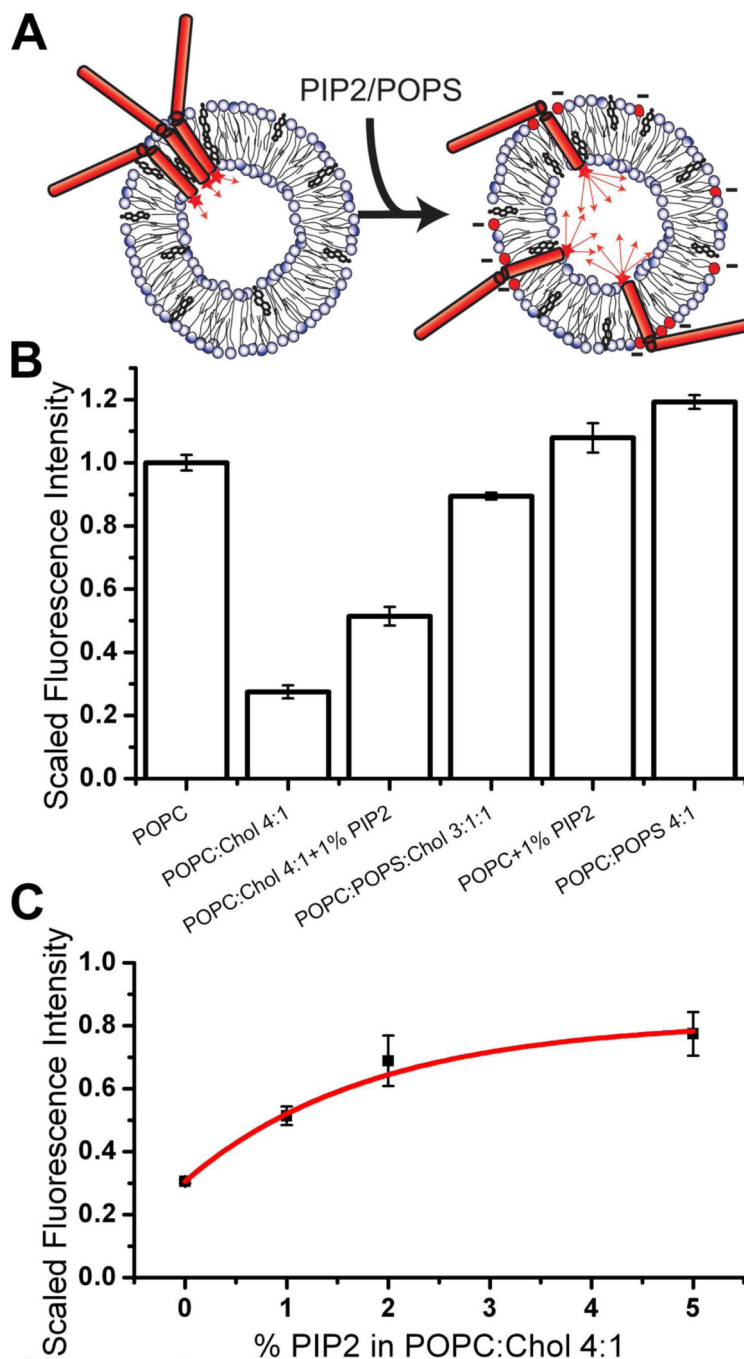 A
PIP2/POPS
B
Scaled Fluorescence Intensity
1.2
1.0
0.8
0.6
0.4
0.2
0.0
POPC
POPC:Chol 4:1
POPC:Chol 4:1+1% PIP2
POPC:POPS:Chol 3:1:1
POPC+1% PIP2
POPC:POPS 4:1
C
Scaled Fluorescence Intensity
1.0
0.8
0.6
0.4
0.2
0.0
0 1 2 3 4 5
% PIP2 in POPC:Chol 4:1